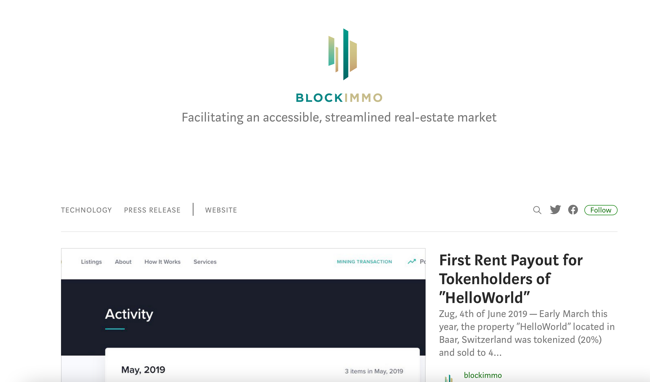 BLOCKIMMO
Facilitating an accessible, streamlined real-estate market
TECHNOLOGY PRESS RELEASE WEBSITE
Follow
Listings About How It Works Services MINING TRANSACTION
Activity
May, 2019 3 items in May, 2019
First Rent Payout for
Tokenholders of
"HelloWorld"
Zug, 4th of June 2019 — Early March this
year, the property "HelloWorld" located in
Baar, Switzerland was tokenized (20%)
and sold to 4…
blockimmo